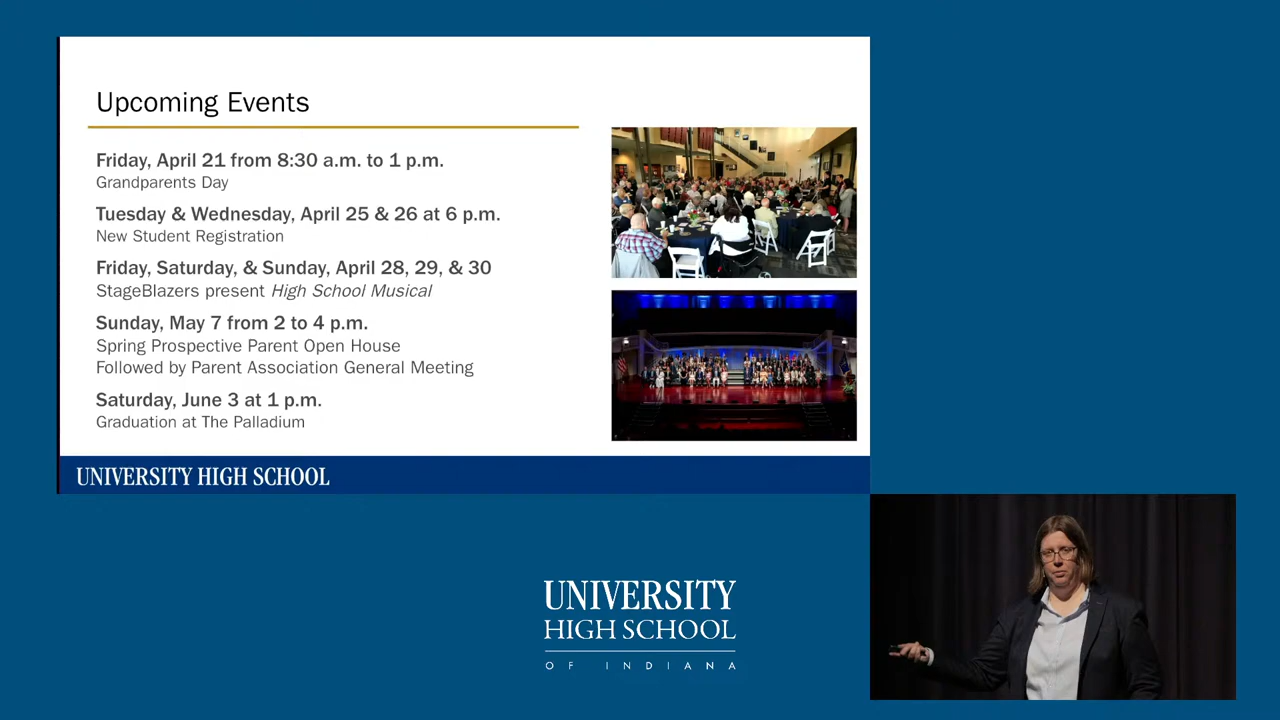 Upcoming Events
Friday, April 21 from 8:30 a.m. to 1 p.m.
Grandparents Day
Tuesday & Wednesday, April 25 & 26 at 6 p.m.
New Student Registration
Friday, Saturday, & Sunday, April 28, 29, & 30
StageBlazers present High School Musical
Sunday, May 7 from 2 to 4 p.m.
Spring Prospective Parent Open House
Followed by Parent Association General Meeting
Saturday, June 3 at 1 p.m.
Graduation at The Palladium
UNIVERSITY HIGH SCHOOL
UNIVERSITY
HIGH SCHOOL
OF INDIANA